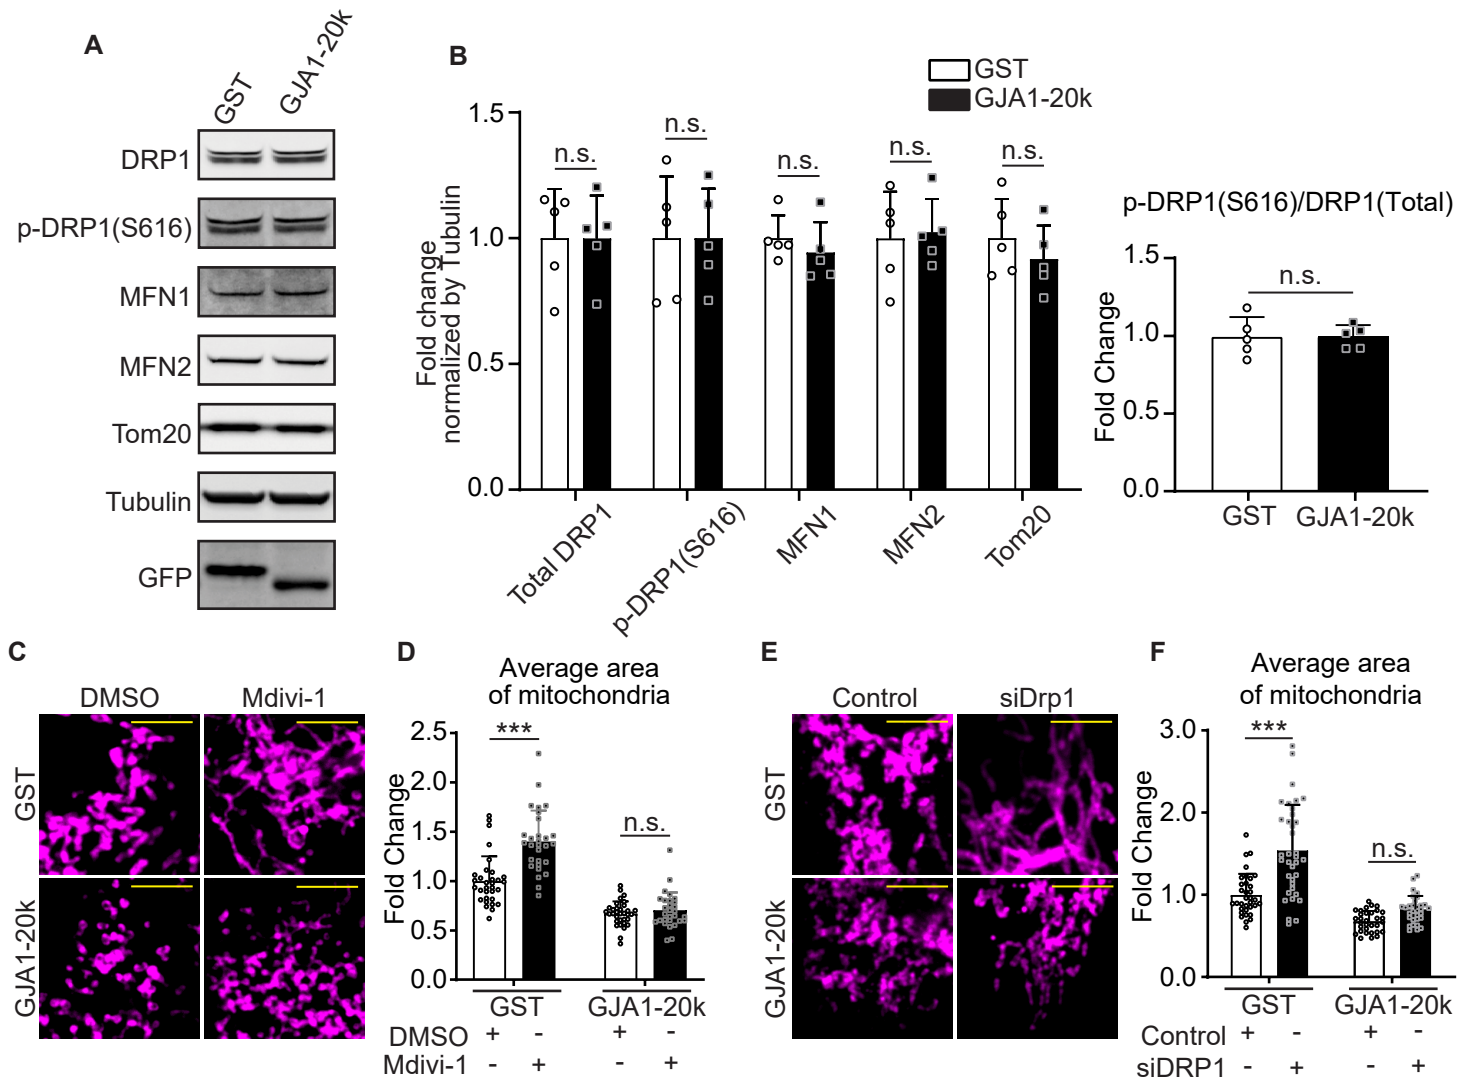 A
GST
GJA1-20k
DRP1
p-DRP1(S616)
MFN1
MFN2
Tom20
Tubulin
GFP
B
GST
GJA1-20k
Fold change
normalized by Tubulin
1.5
1.0
0.5
0.0
n.s.
n.s.
n.s.
n.s.
n.s.
Total DRP1
p-DRP1(S616)
MFN1
MFN2
Tom20
p-DRP1(S616)/DRP1(Total)
Fold Change
1.5
1.0
0.5
0.0
n.s.
GST
GJA1-20k
C
DMSO
Mdivi-1
GST
GJA1-20k
D
Average area
of mitochondria
Fold Change
2.5
2.0
1.5
1.0
0.5
0.0
***
n.s.
GST
GJA1-20k
DMSO + - + -
Mdivi-1 - + - +
E
Control
siDrp1
GST
GJA1-20k
F
Average area
of mitochondria
Fold Change
3.0
2.0
1.0
0.0
***
n.s.
GST
GJA1-20k
Control + - + -
siDRP1 - + - +